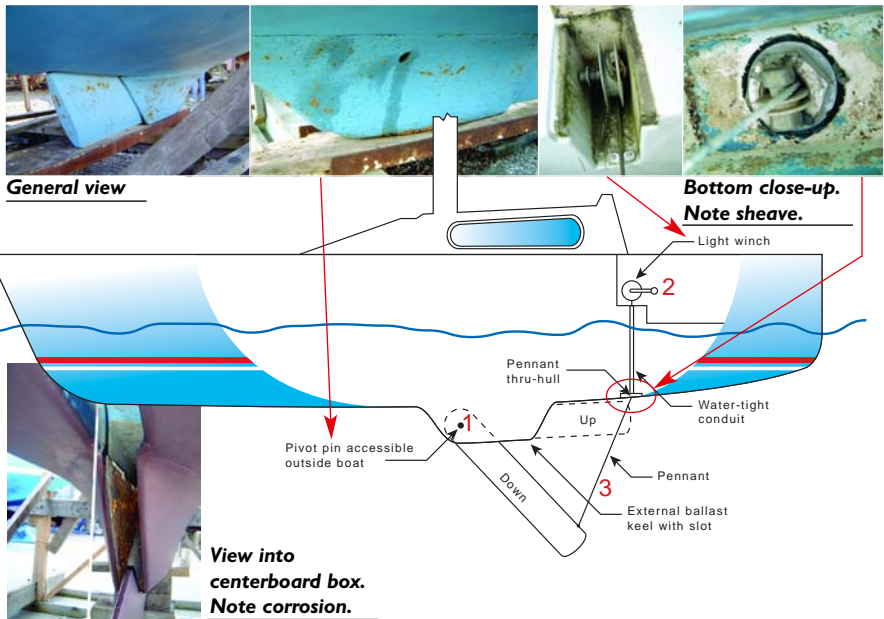 General view
Bottom close-up.
Note sheave.
Light winch
2
Pennant
thru-hull
Water-tight
conduit
1
Up
Pivot pin accessible
outside boat
Down
3
Pennant
External ballast
keel with slot
View into
centerboard box.
Note corrosion.